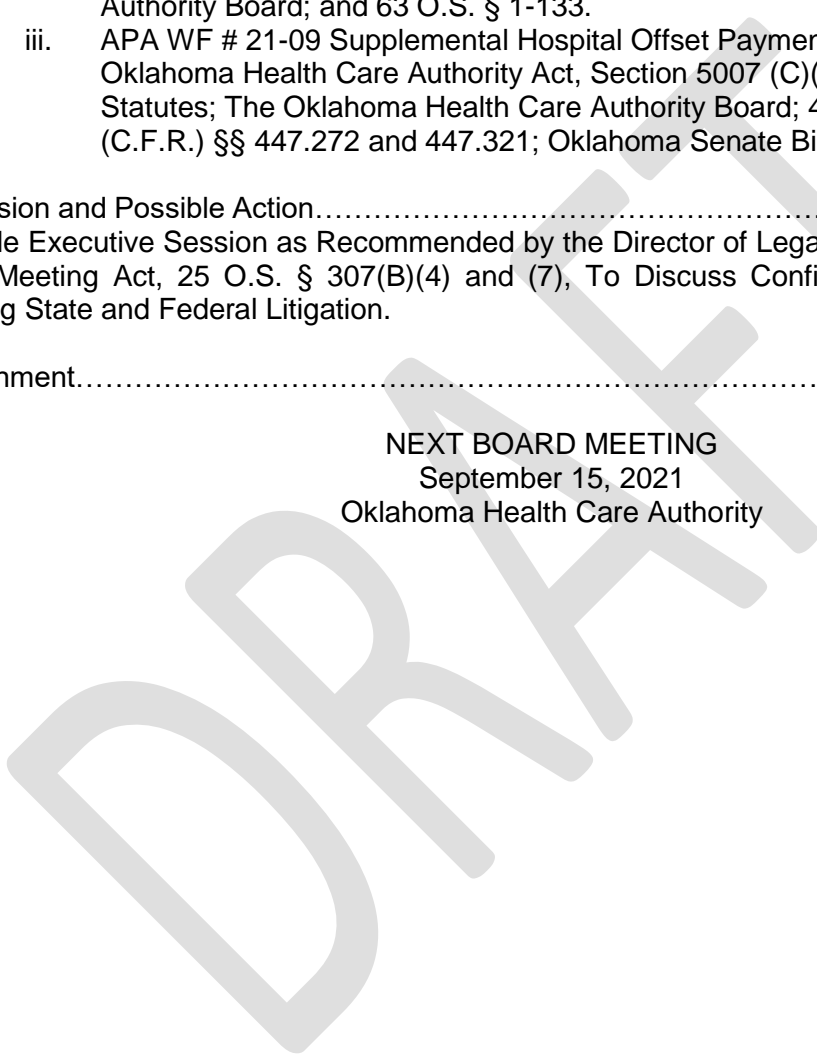 Authority Board; and 63 O.S. § 1-133.
iii. APA WF # 21-09 Supplemental Hospital Offset Paymen
Oklahoma Health Care Authority Act, Section 5007 (C)(
Statutes; The Oklahoma Health Care Authority Board; 4
(C.F.R.) §§ 447.272 and 447.321; Oklahoma Senate Bi
sion and Possible Action……………………………………………………
le Executive Session as Recommended by the Director of Lega
Meeting Act, 25 O.S. § 307(B)(4) and (7), To Discuss Confi
g State and Federal Litigation.
nment…………………………………………………………………………
NEXT BOARD MEETING
September 15, 2021
Oklahoma Health Care Authority
DRAFT